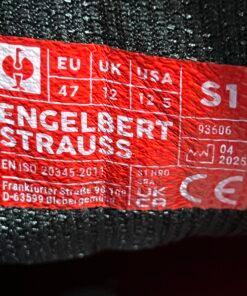 EU UK USA S1
47 12 12.5
ENGELBERT
STRAUSS
93606
04
2025
EN ISO 20345:2011
Frankfurter Straße 98-108
D-63599 Biebergemünd
UK
CA